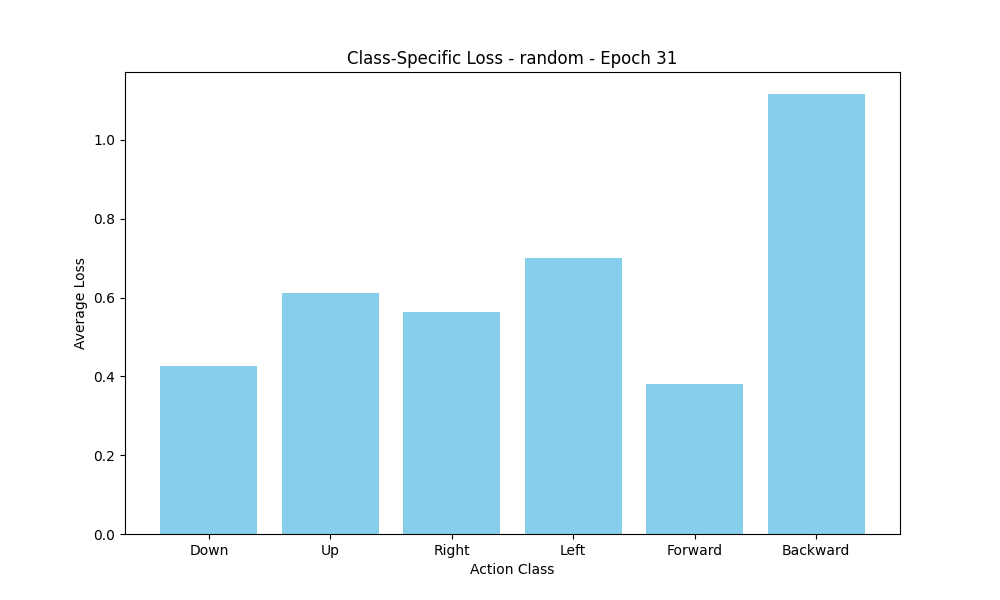 Class-Specific Loss - random - Epoch 31
Average Loss
1.0
0.8
0.6
0.4
0.2
0.0
Down Up Right Left Forward Backward
Action Class